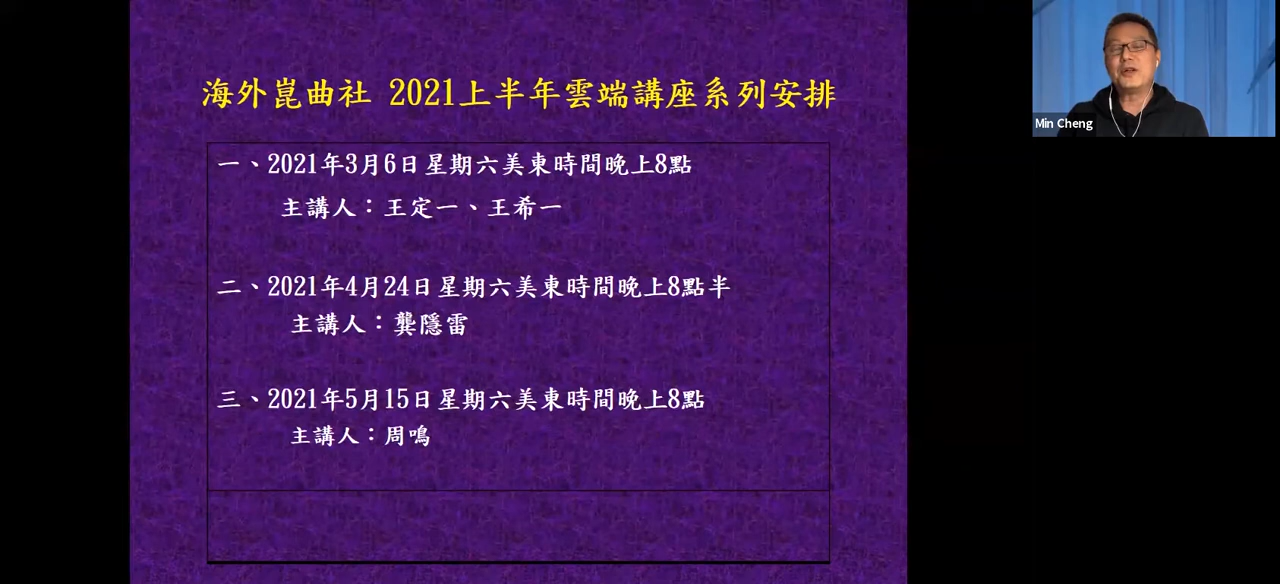 海外崑曲社 2021上半年雲端講座系列安排
一、2021年3月6日星期六美東時間晚上8點
主講人：王定一、王希一
二、2021年4月24日星期六美東時間晚上8點半
主講人：龔隱雷
三、2021年5月15日星期六美東時間晚上8點
主講人：周鳴
Min Cheng